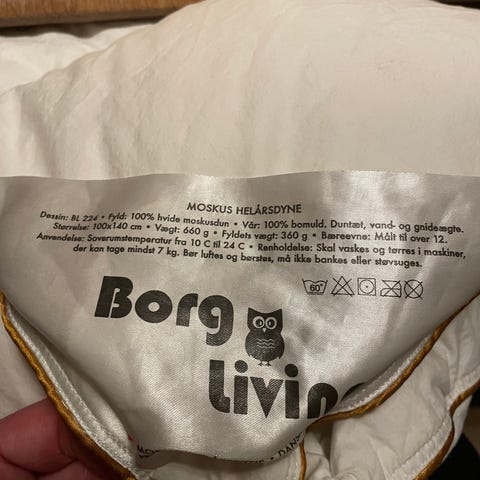 MOSKUS HELÅRSDYNE
Dessin: BL 224 • Fyld: 100% hvide moskusdun • Vår: 100% bomuld. Duntæt, vand- og gnideægte.
Størrelse: 100x140 cm • Vægt: 660 g • Fyldets vægt: 360 g • Bæreevne: Målt til over 12.
Anvendelse: Soverumstemperatur fra 10 C til 24 C • Renholdelse: Skal vaskes og tørres i maskiner,
der kan tage mindst 7 kg. Bør luftes og børstes, må ikke bankes eller støvsuges.
60°
Borg
Livin